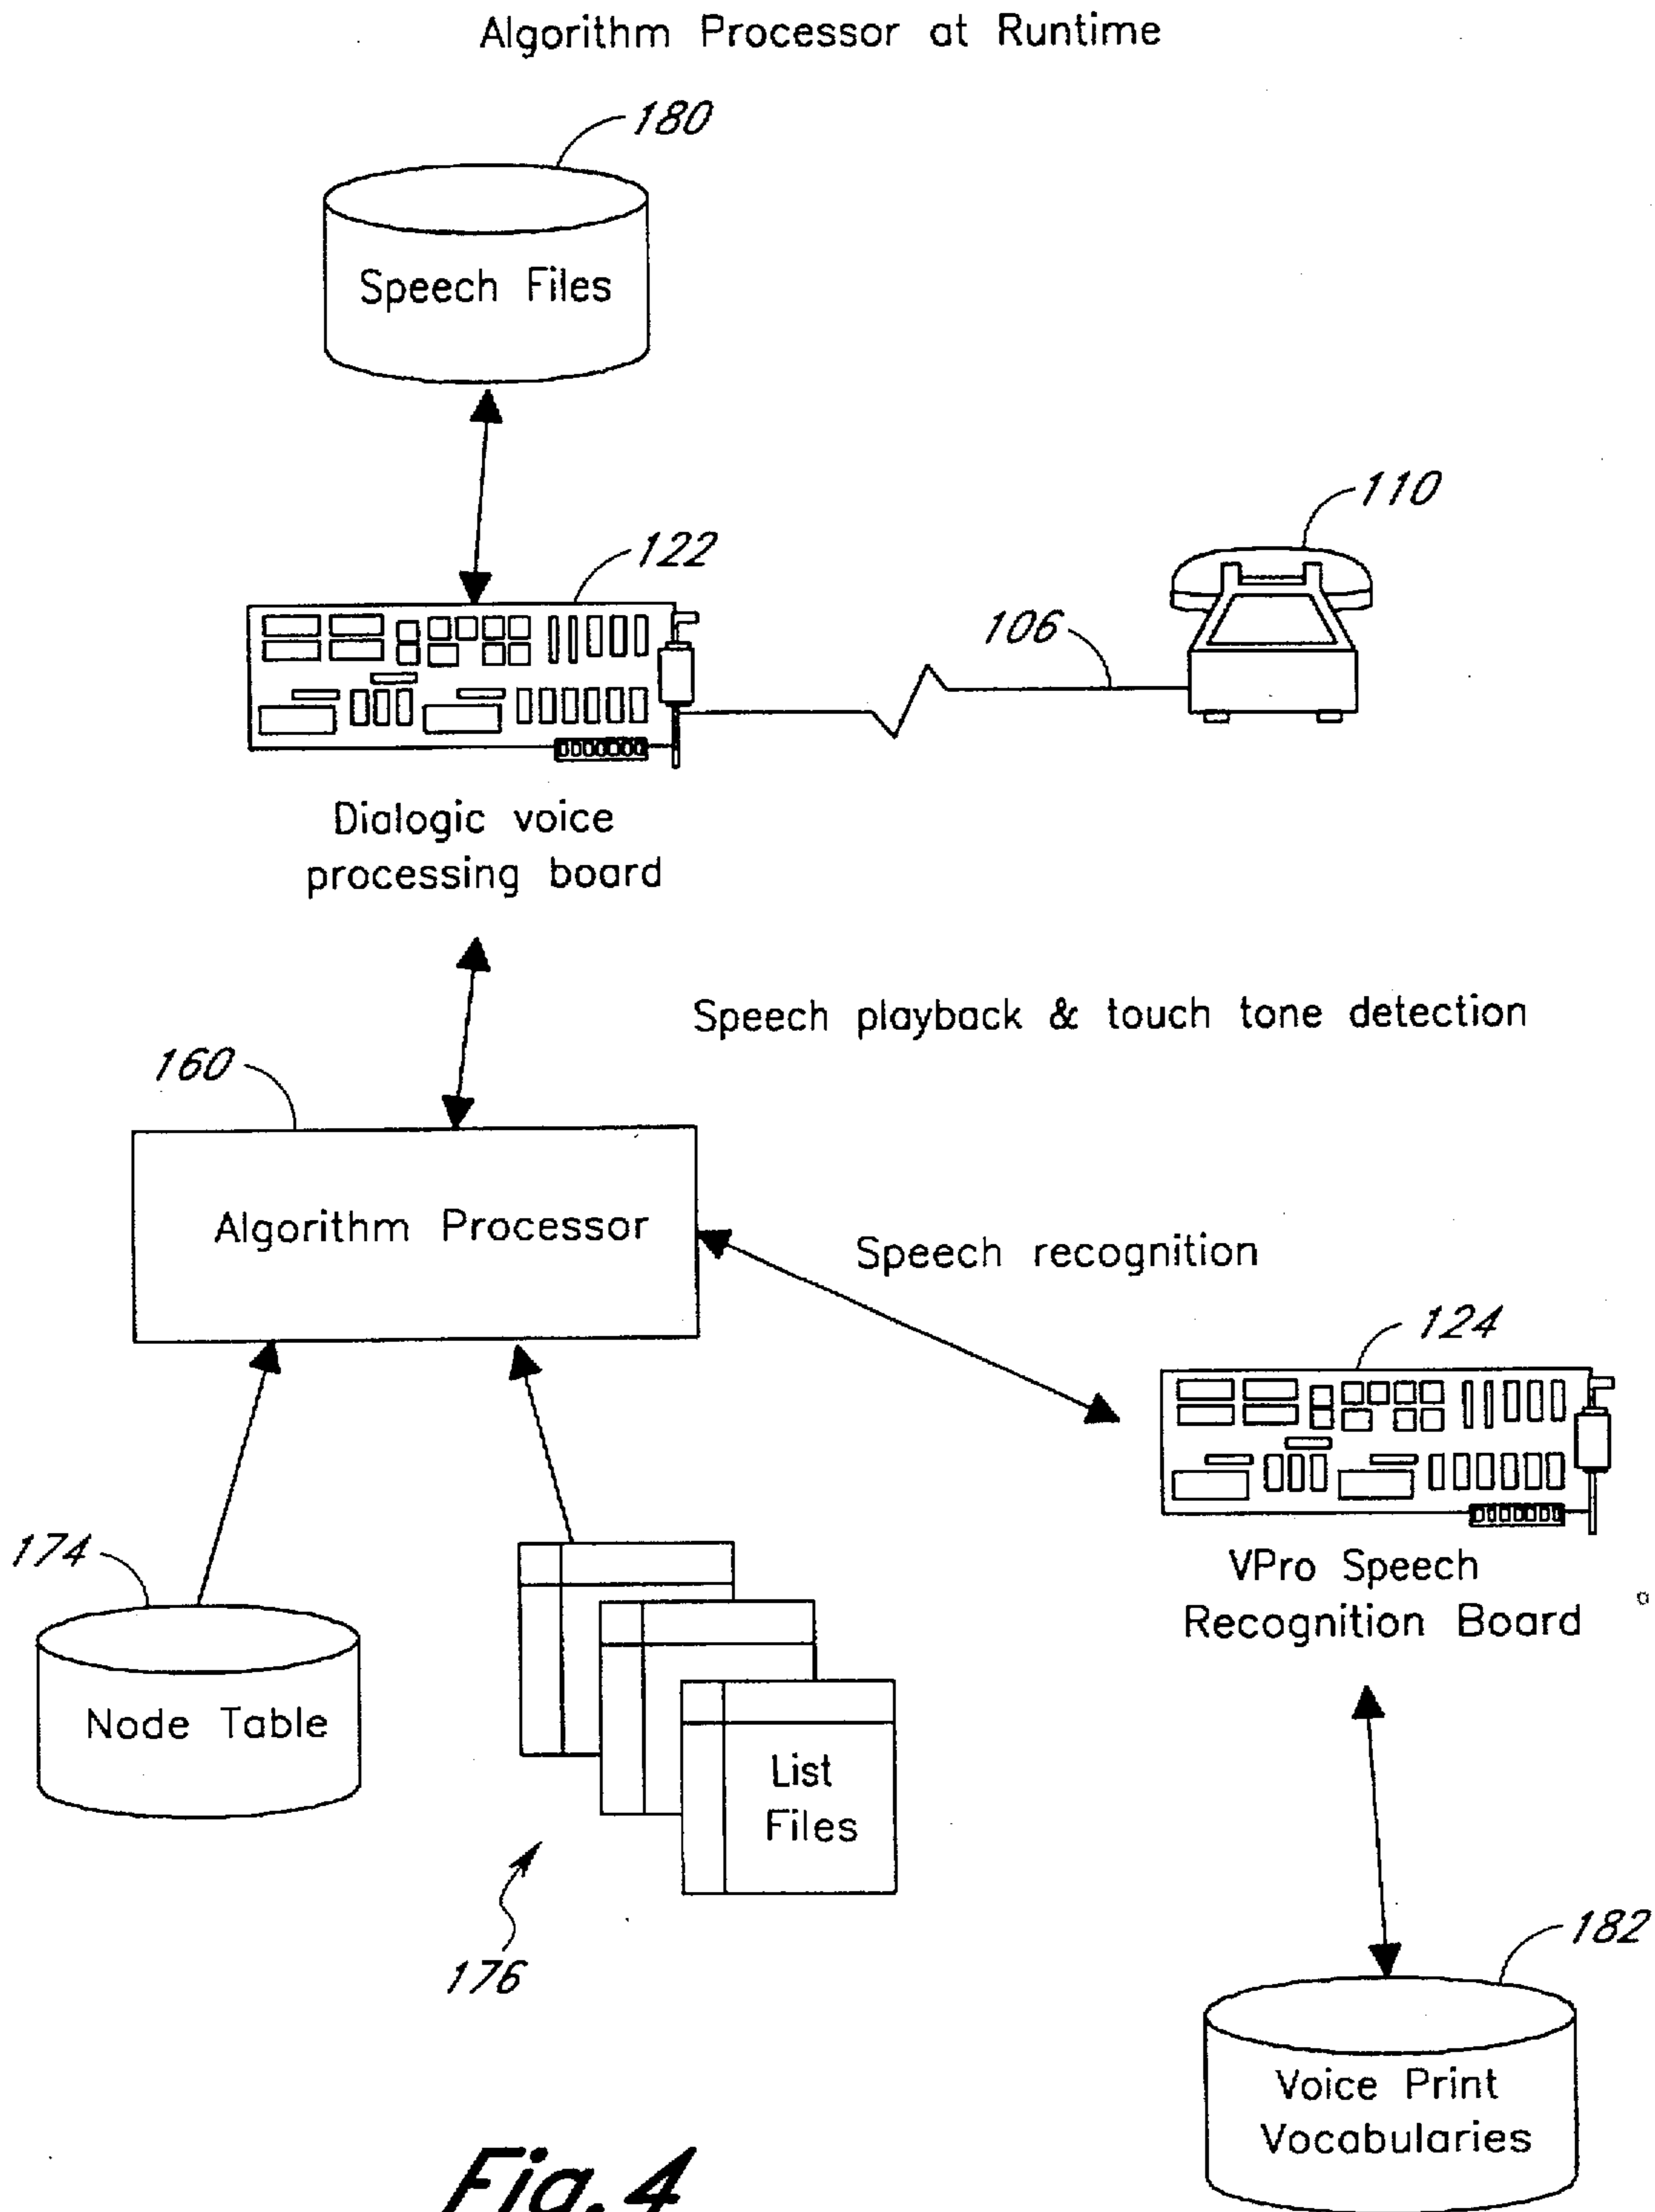 Algorithm Processor at Runtime
180
Speech Files
110
122
106
Dialogic voice
processing board
Speech playback & touch tone detection
160
Algorithm Processor
Speech recognition
124
VPro Speech
Recognition Board
174
Node Table
List
Files
176
182
Voice Print
Vocabularies
Fig. 4